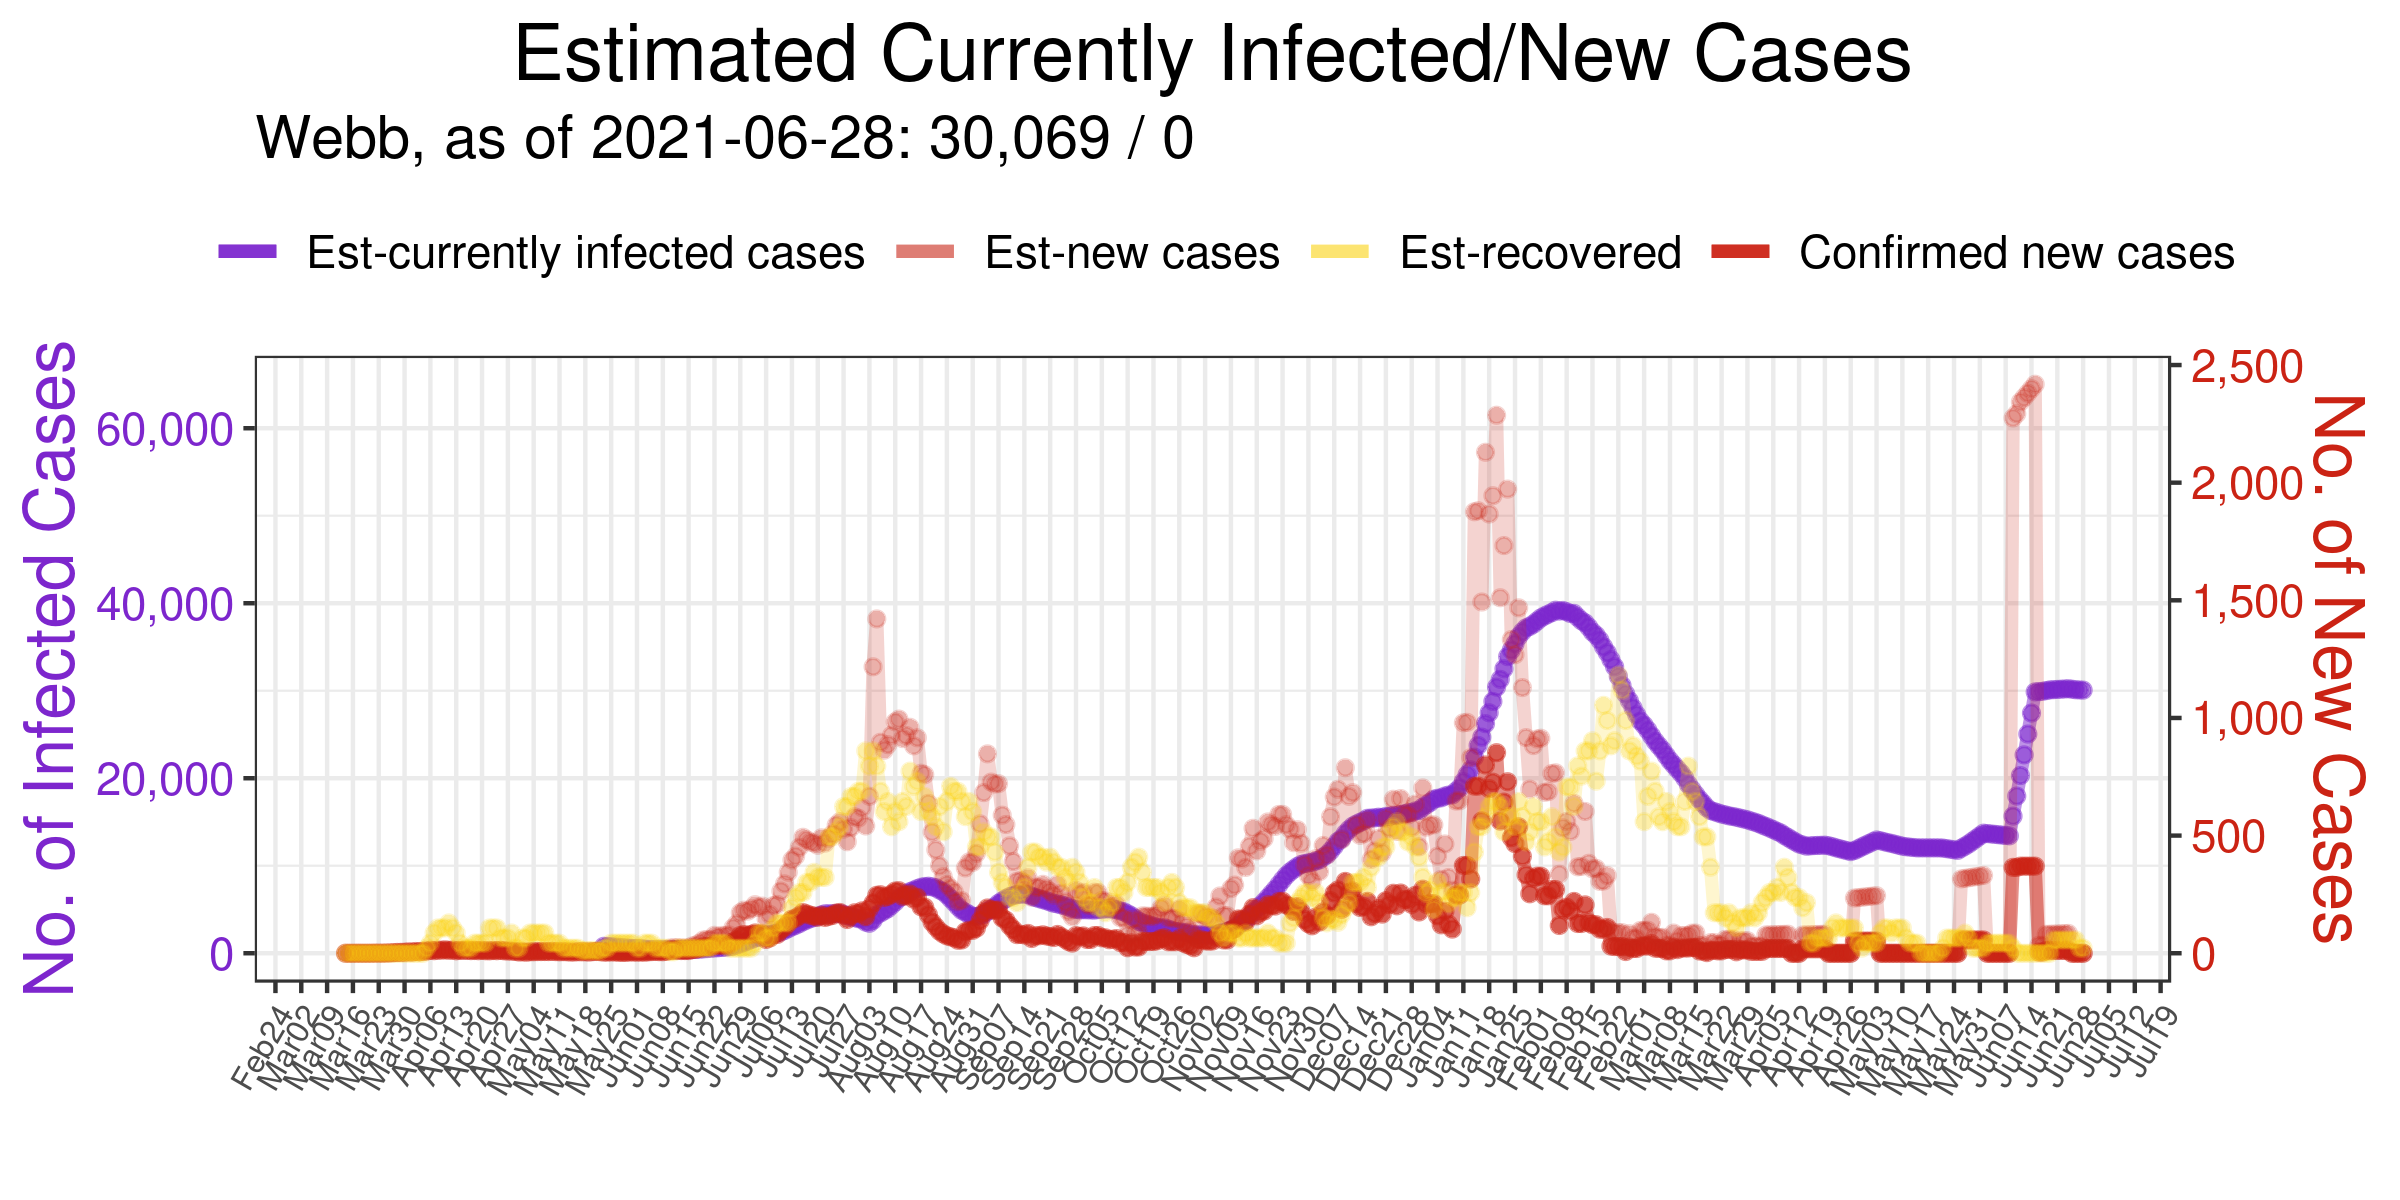 Estimated Currently Infected/New Cases
Webb, as of 2021-06-28: 30,069 / 0
Est-currently infected cases
Est-new cases
Est-recovered
Confirmed new cases
No. of Infected Cases
60,000
40,000
20,000
0
2,500
2,000
1,500
1,000
500
0
No. of New Cases
Feb24
Mar02
Mar09
Mar16
Mar23
Mar30
Apr06
Apr13
Apr20
Apr27
May04
May11
May18
May25
Jun01
Jun08
Jun15
Jun22
Jun29
Jul06
Jul13
Jul20
Jul27
Aug03
Aug10
Aug17
Aug24
Aug31
Sep07
Sep14
Sep21
Sep28
Oct05
Oct12
Oct19
Oct26
Nov02
Nov09
Nov16
Nov23
Nov30
Dec07
Dec14
Dec21
Dec28
Jan04
Jan11
Jan18
Jan25
Feb01
Feb08
Feb15
Feb22
Mar01
Mar08
Mar15
Mar22
Mar29
Apr05
Apr12
Apr19
Apr26
May03
May10
May17
May24
May31
Jun07
Jun14
Jun21
Jun28
Jul05
Jul12
Jul19